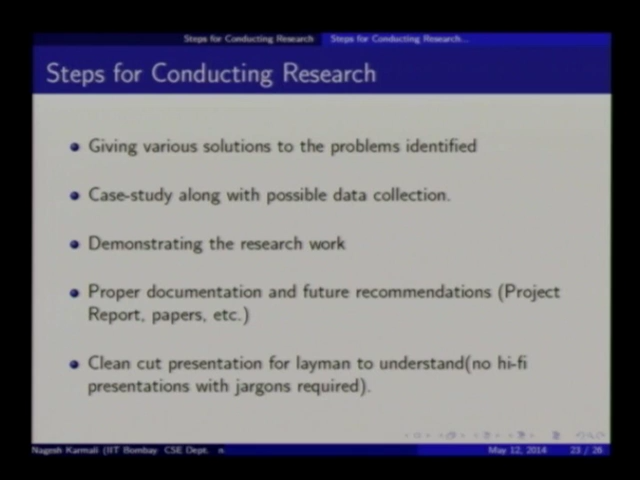 Steps for Conducting Research Steps for Conducting Research...
Steps for Conducting Research
Giving various solutions to the problems identified
Case-study along with possible data collection.
Demonstrating the research work
Proper documentation and future recommendations (Project
Report, papers, etc.)
Clean cut presentation for layman to understand(no hi-fi
presentations with jargons required).
Nagesh Karmali (IIT Bombay CSE Dept.
May 12, 2014 23 / 26